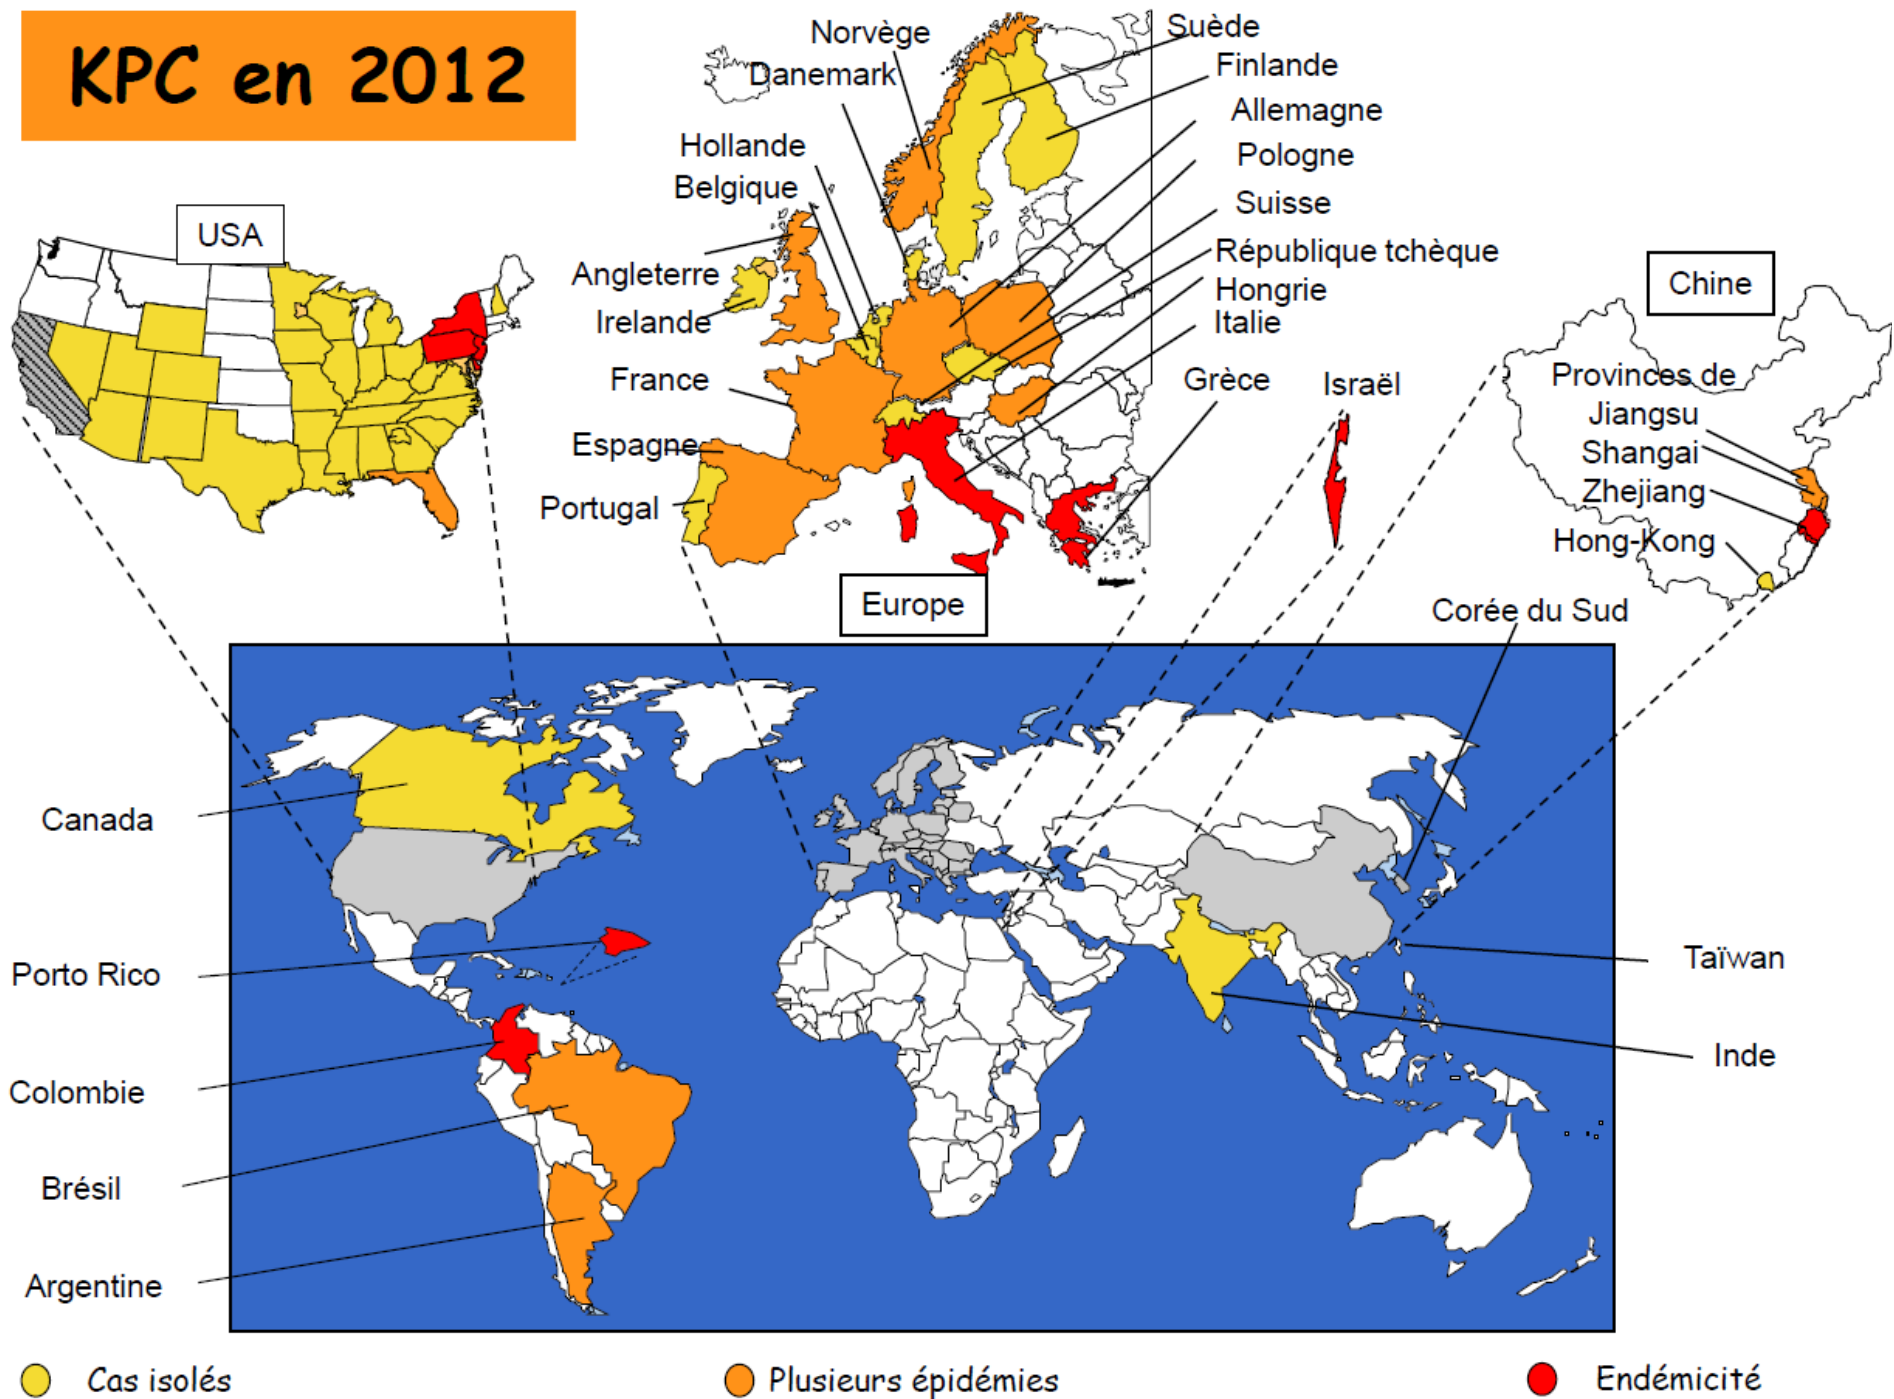 KPC en 2012
USA
Norvège
Danemark
Hollande
Belgique
Angleterre
Irelande
France
Espagne
Portugal
Suède
Finlande
Allemagne
Pologne
Suisse
République tchèque
Hongrie
Italie
Grèce
Israël
Europe
Chine
Provinces de
Jiangsu
Shangai
Zhejiang
Hong-Kong
Corée du Sud
Canada
Porto Rico
Colombie
Brésil
Argentine
Taïwan
Inde
Cas isolés
Plusieurs épidémies
Endémicité